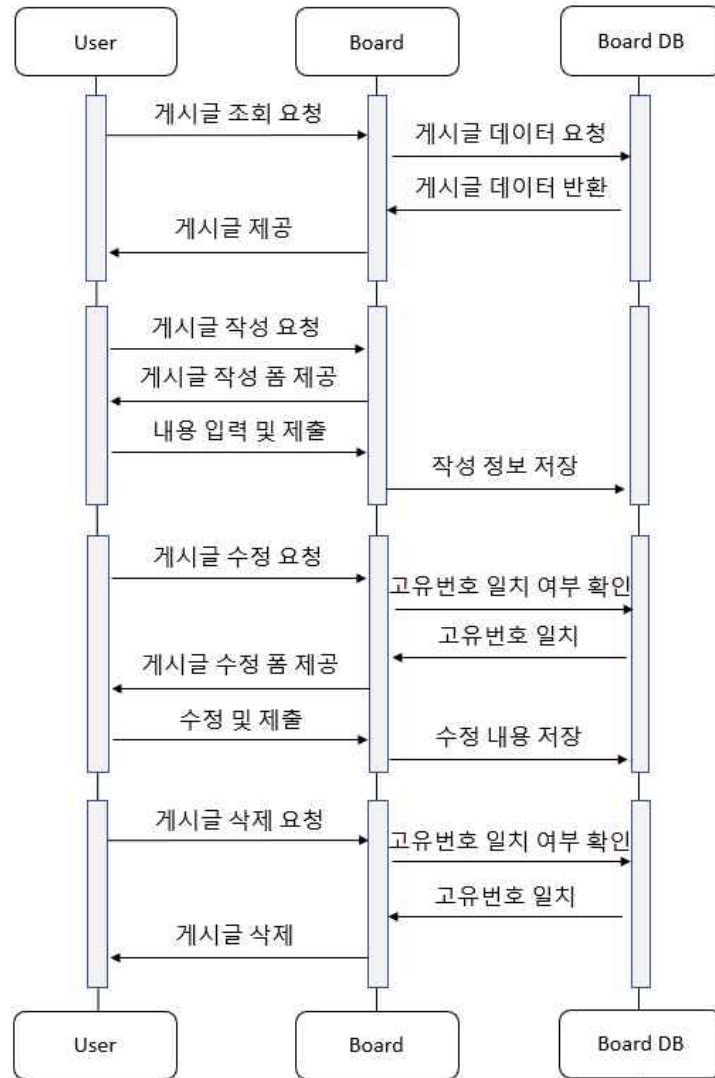 User
Board
Board DB
게시글 조회 요청
게시글 데이터 요청
게시글 데이터 반환
게시글 제공
게시글 작성 요청
게시글 작성 폼 제공
내용 입력 및 제출
작성 정보 저장
게시글 수정 요청
고유번호 일치 여부 확인
고유번호 일치
게시글 수정 폼 제공
수정 및 제출
수정 내용 저장
게시글 삭제 요청
고유번호 일치 여부 확인
고유번호 일치
게시글 삭제
User
Board
Board DB